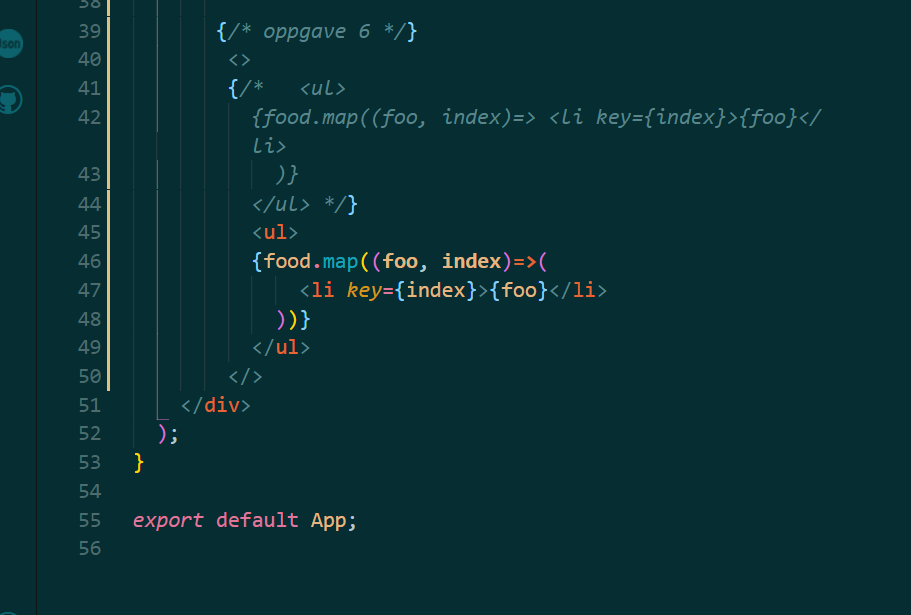 38
39 {/* oppgave 6 */}
40 <>
41 {/*   <ul>
42 {food.map((foo, index)=> <li key={index}>{foo}</
li>
43 )}
44 </ul> */}
45 <ul>
46 {food.map((foo, index)=>(
47 <li key={index}>{foo}</li>
48 ))}
49 </ul>
50 </>
51 </div>
52 );
53 }
54
55 export default App;
56